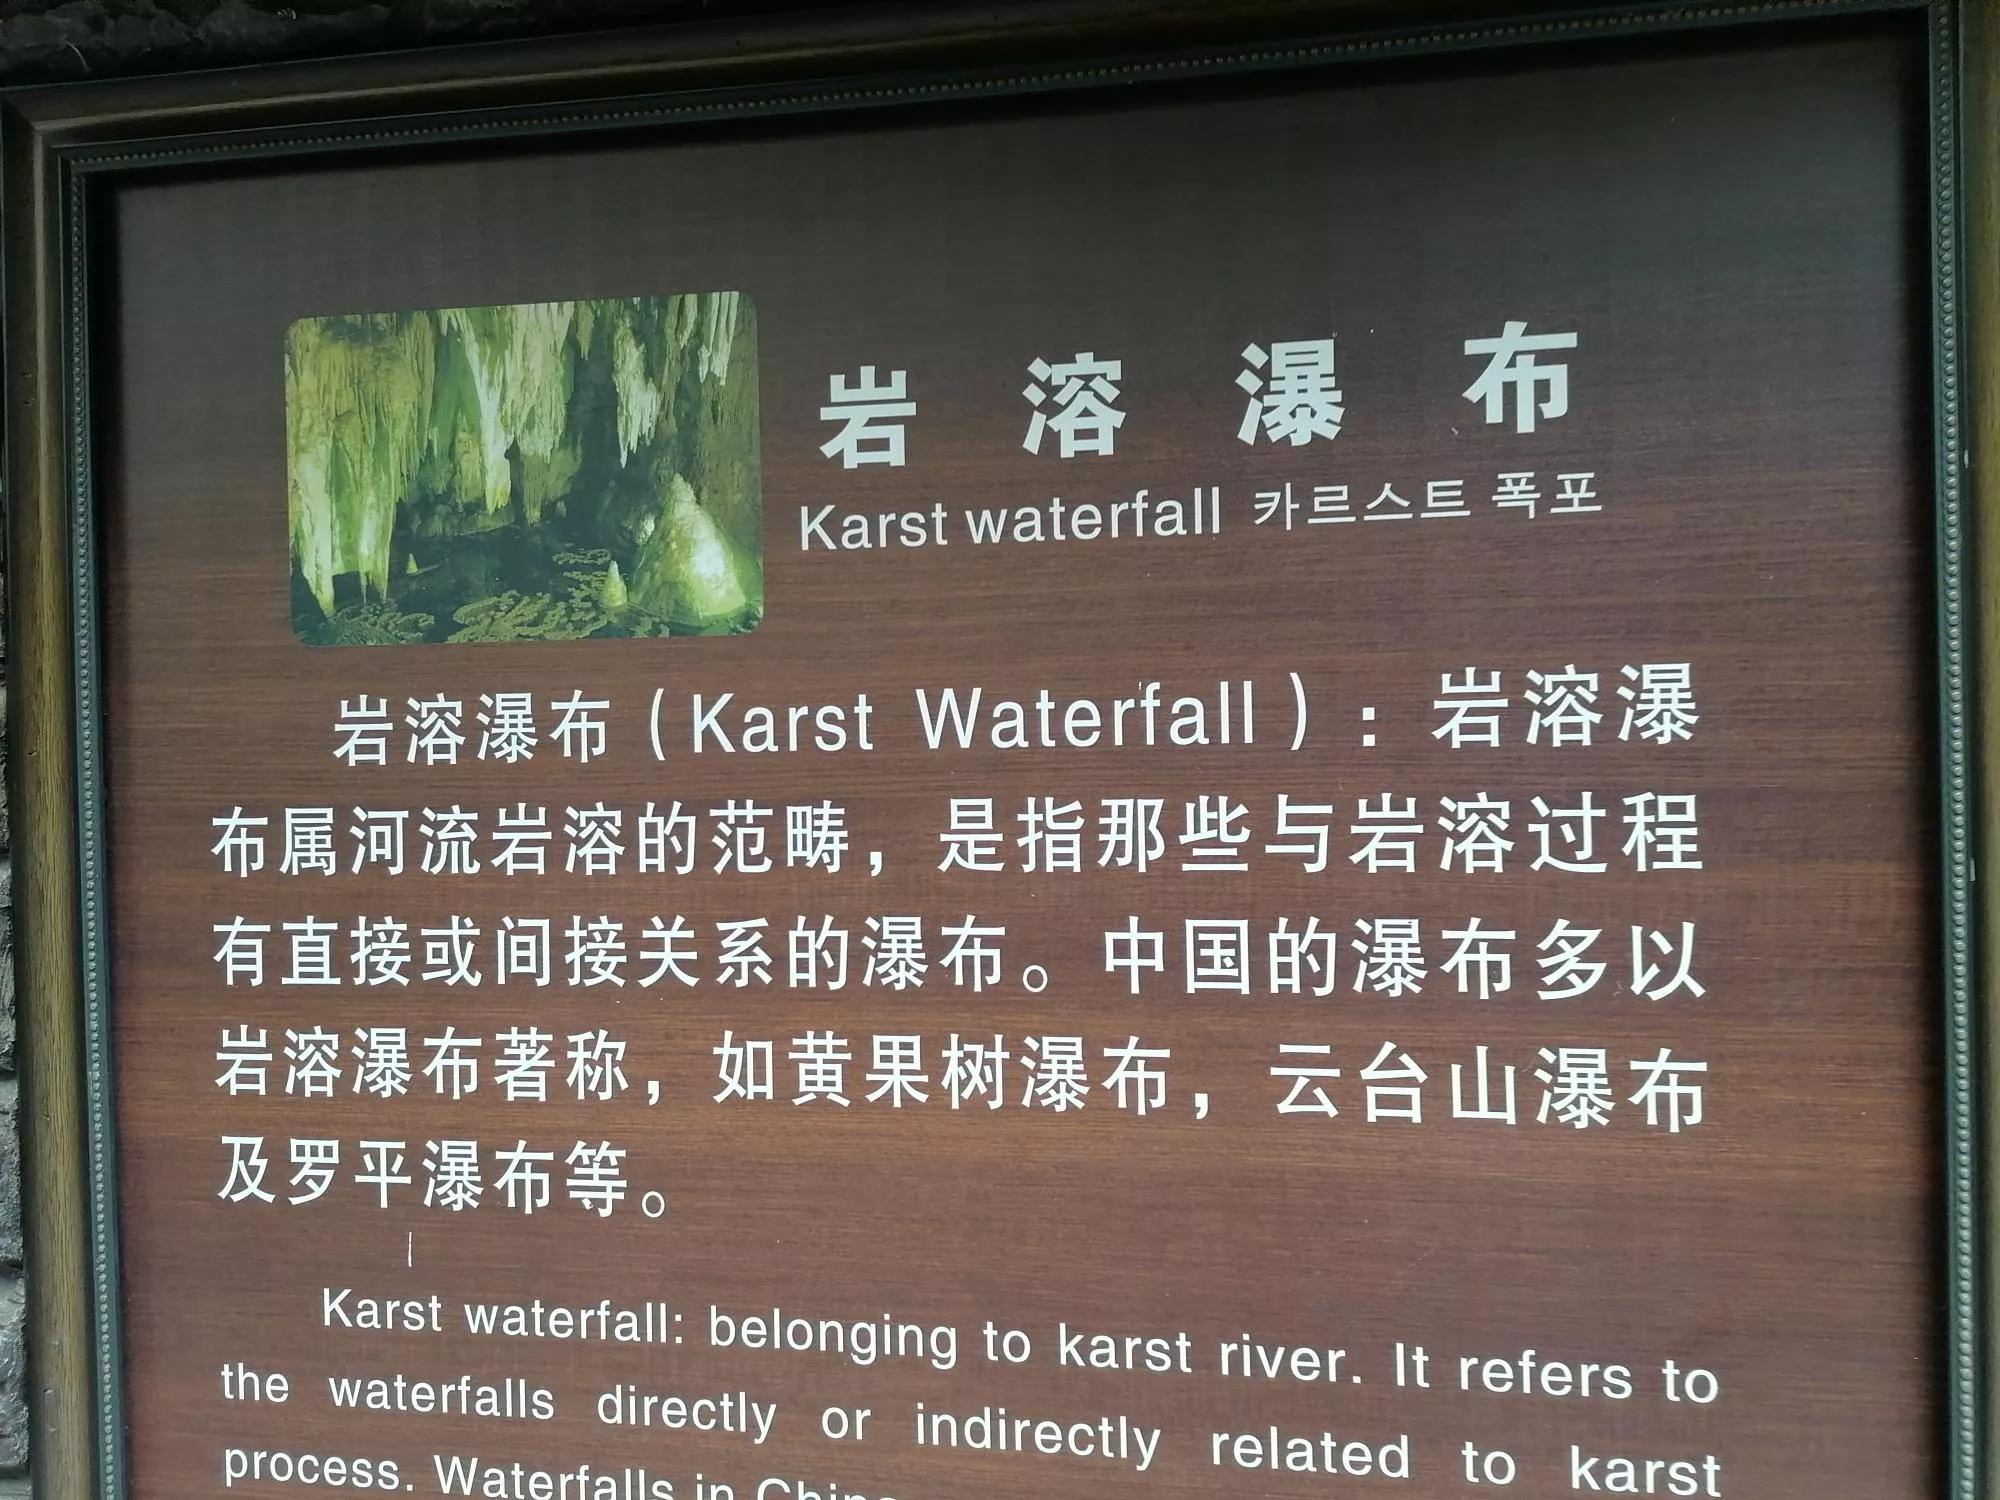 岩溶瀑布
Karst waterfall 카르스트 폭포
岩溶瀑布（Karst Waterfall）：岩溶瀑
布属河流岩溶的范畴，是指那些与岩溶过程
有直接或间接关系的瀑布。中国的瀑布多以
岩溶瀑布著称，如黄果树瀑布，云台山瀑布
及罗平瀑布等。
Karst waterfall: belonging to karst river. It refers to
the waterfalls directly or indirectly related to karst
process. Waterfalls in